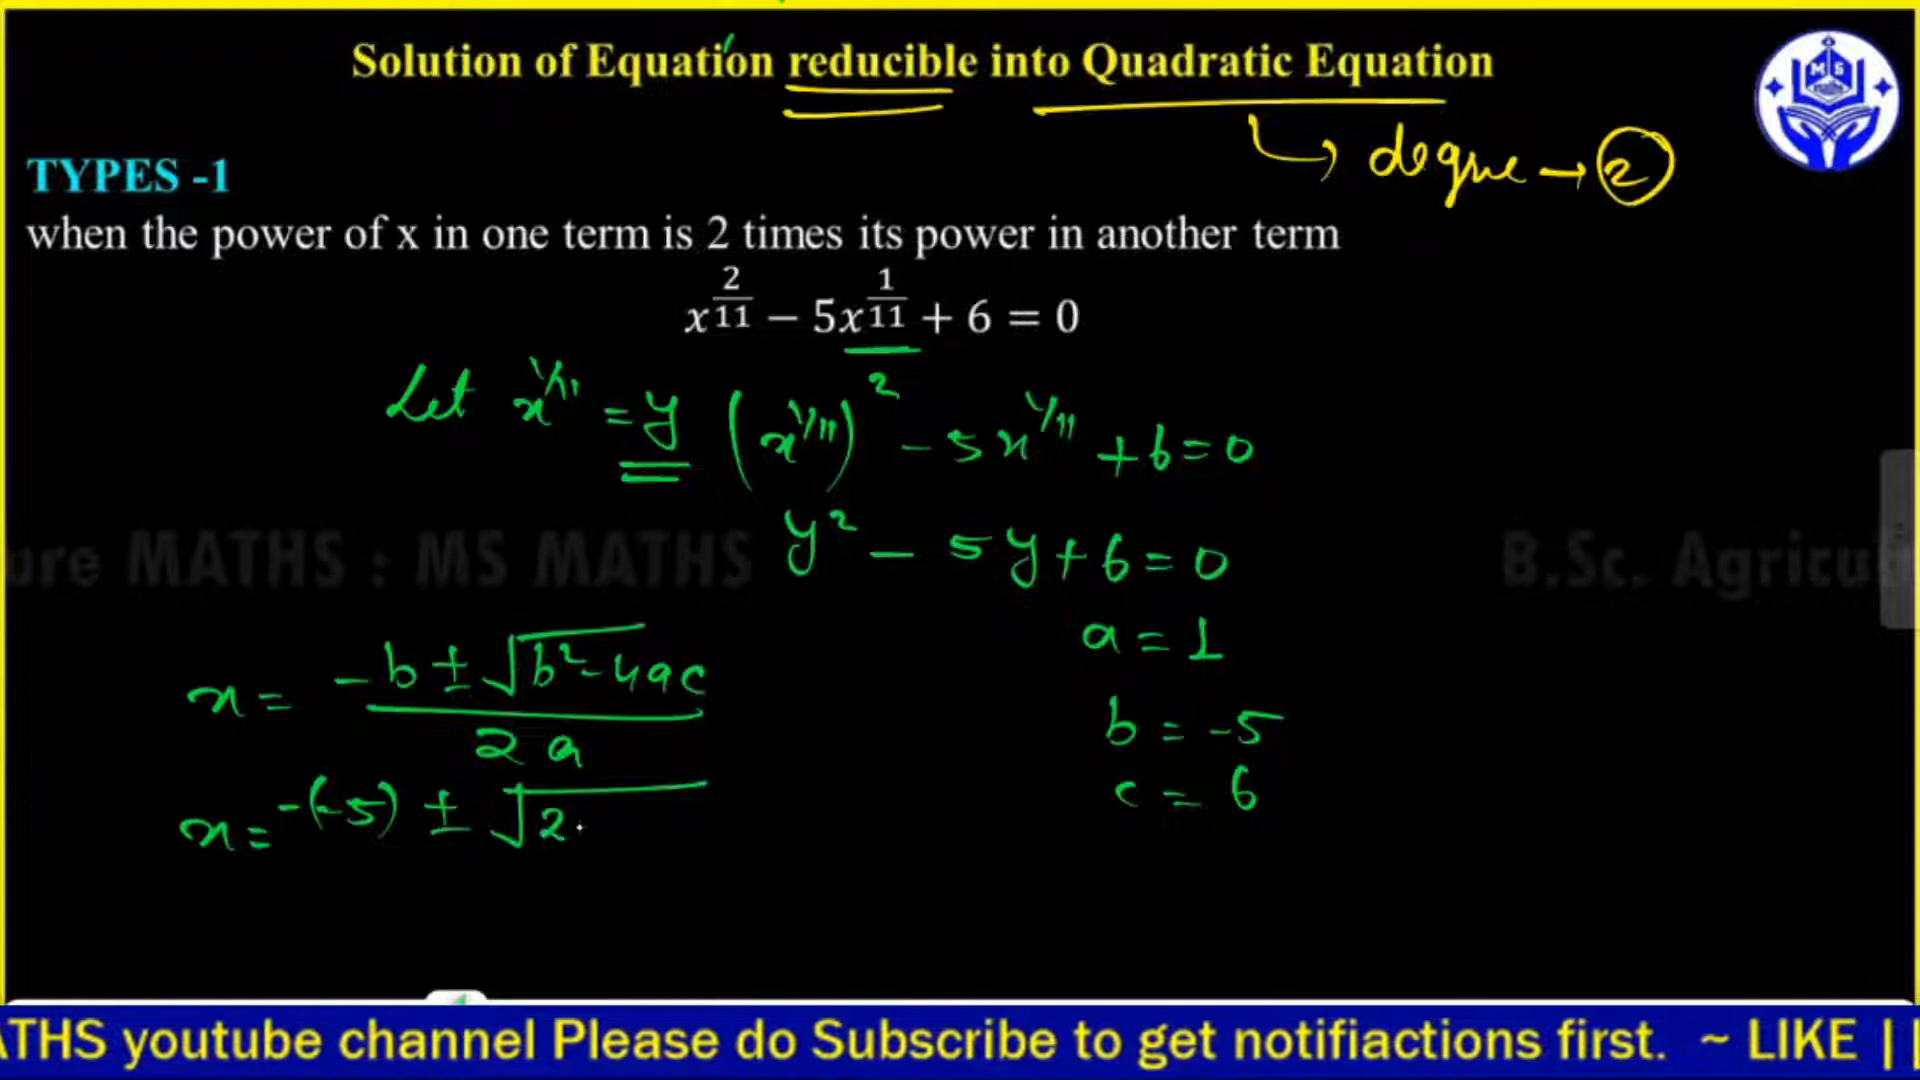 Solution of Equation reducible into Quadratic Equation
MS
degree → 2
TYPES -1
when the power of x in one term is 2 times its power in another term
x^(2/11) − 5x^(1/11) + 6 = 0
Let x^(1/11) = y (x^(1/11))^2 − 5x^(1/11) + 6 = 0
y^2 − 5y + 6 = 0
ure MATHS : MS MATHS B.Sc. Agricu
a = 1
x = (−b ± √(b^2 − 4ac)) / 2a
b = −5
c = 6
x = −(−5) ± √2
ATHS youtube channel Please do Subscribe to get notifiactions first. ~ LIKE |